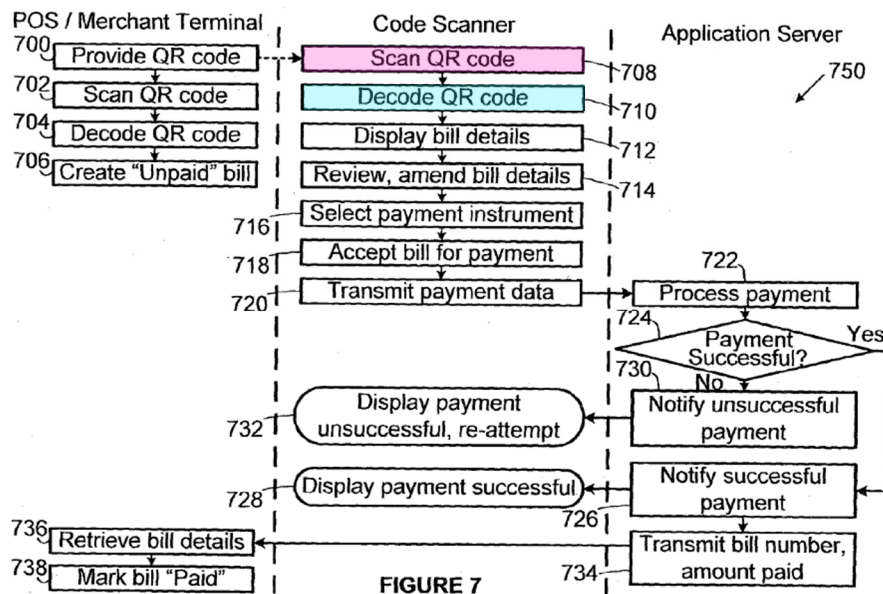 POS / Merchant Terminal
700
Provide QR code
702
Scan QR code
704
Decode QR code
706
Create “Unpaid” bill
Code Scanner
Scan QR code
708
Decode QR code
710
Display bill details
712
Review, amend bill details
714
716
Select payment instrument
718
Accept bill for payment
720
Transmit payment data
Application Server
750
722
Process payment
724
Payment
Successful?
Yes
No
730
Notify unsuccessful
payment
Display payment
unsuccessful, re-attempt
732
Notify successful
payment
726
Display payment successful
728
Transmit bill number,
amount paid
734
736
Retrieve bill details
738
Mark bill “Paid”
FIGURE 7